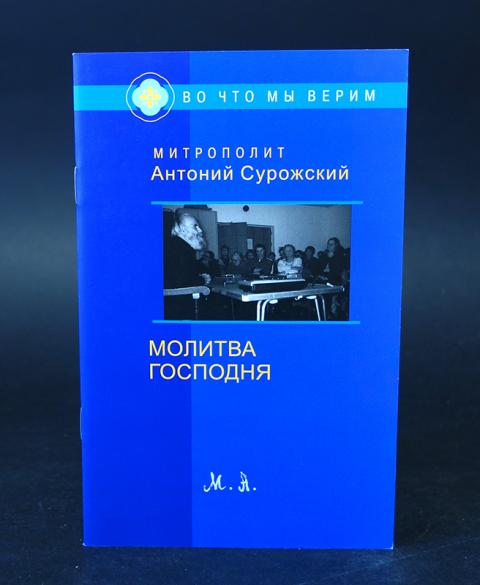 ВО ЧТО МЫ ВЕРИМ
МИТРОПОЛИТ
Антоний Сурожский
МОЛИТВА
ГОСПОДНЯ
М. А.